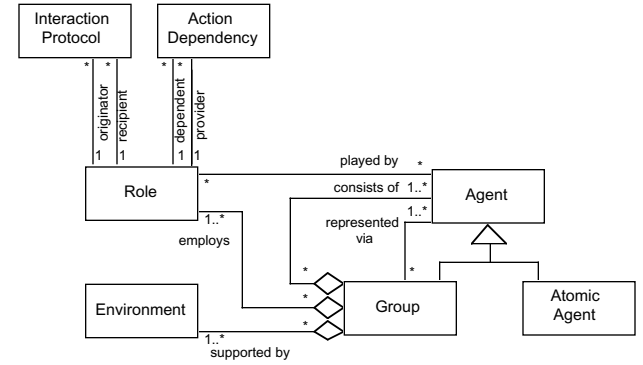 Interaction
Protocol
Action
Dependency
* *
* *
originator
recipient
dependent
provider
1 1
1 1
played by *
Role
*
consists of 1..*
Agent
1..*
1..*
represented
via
employs
*
*
*
Environment
Group
Atomic
Agent
*
1..*
supported by